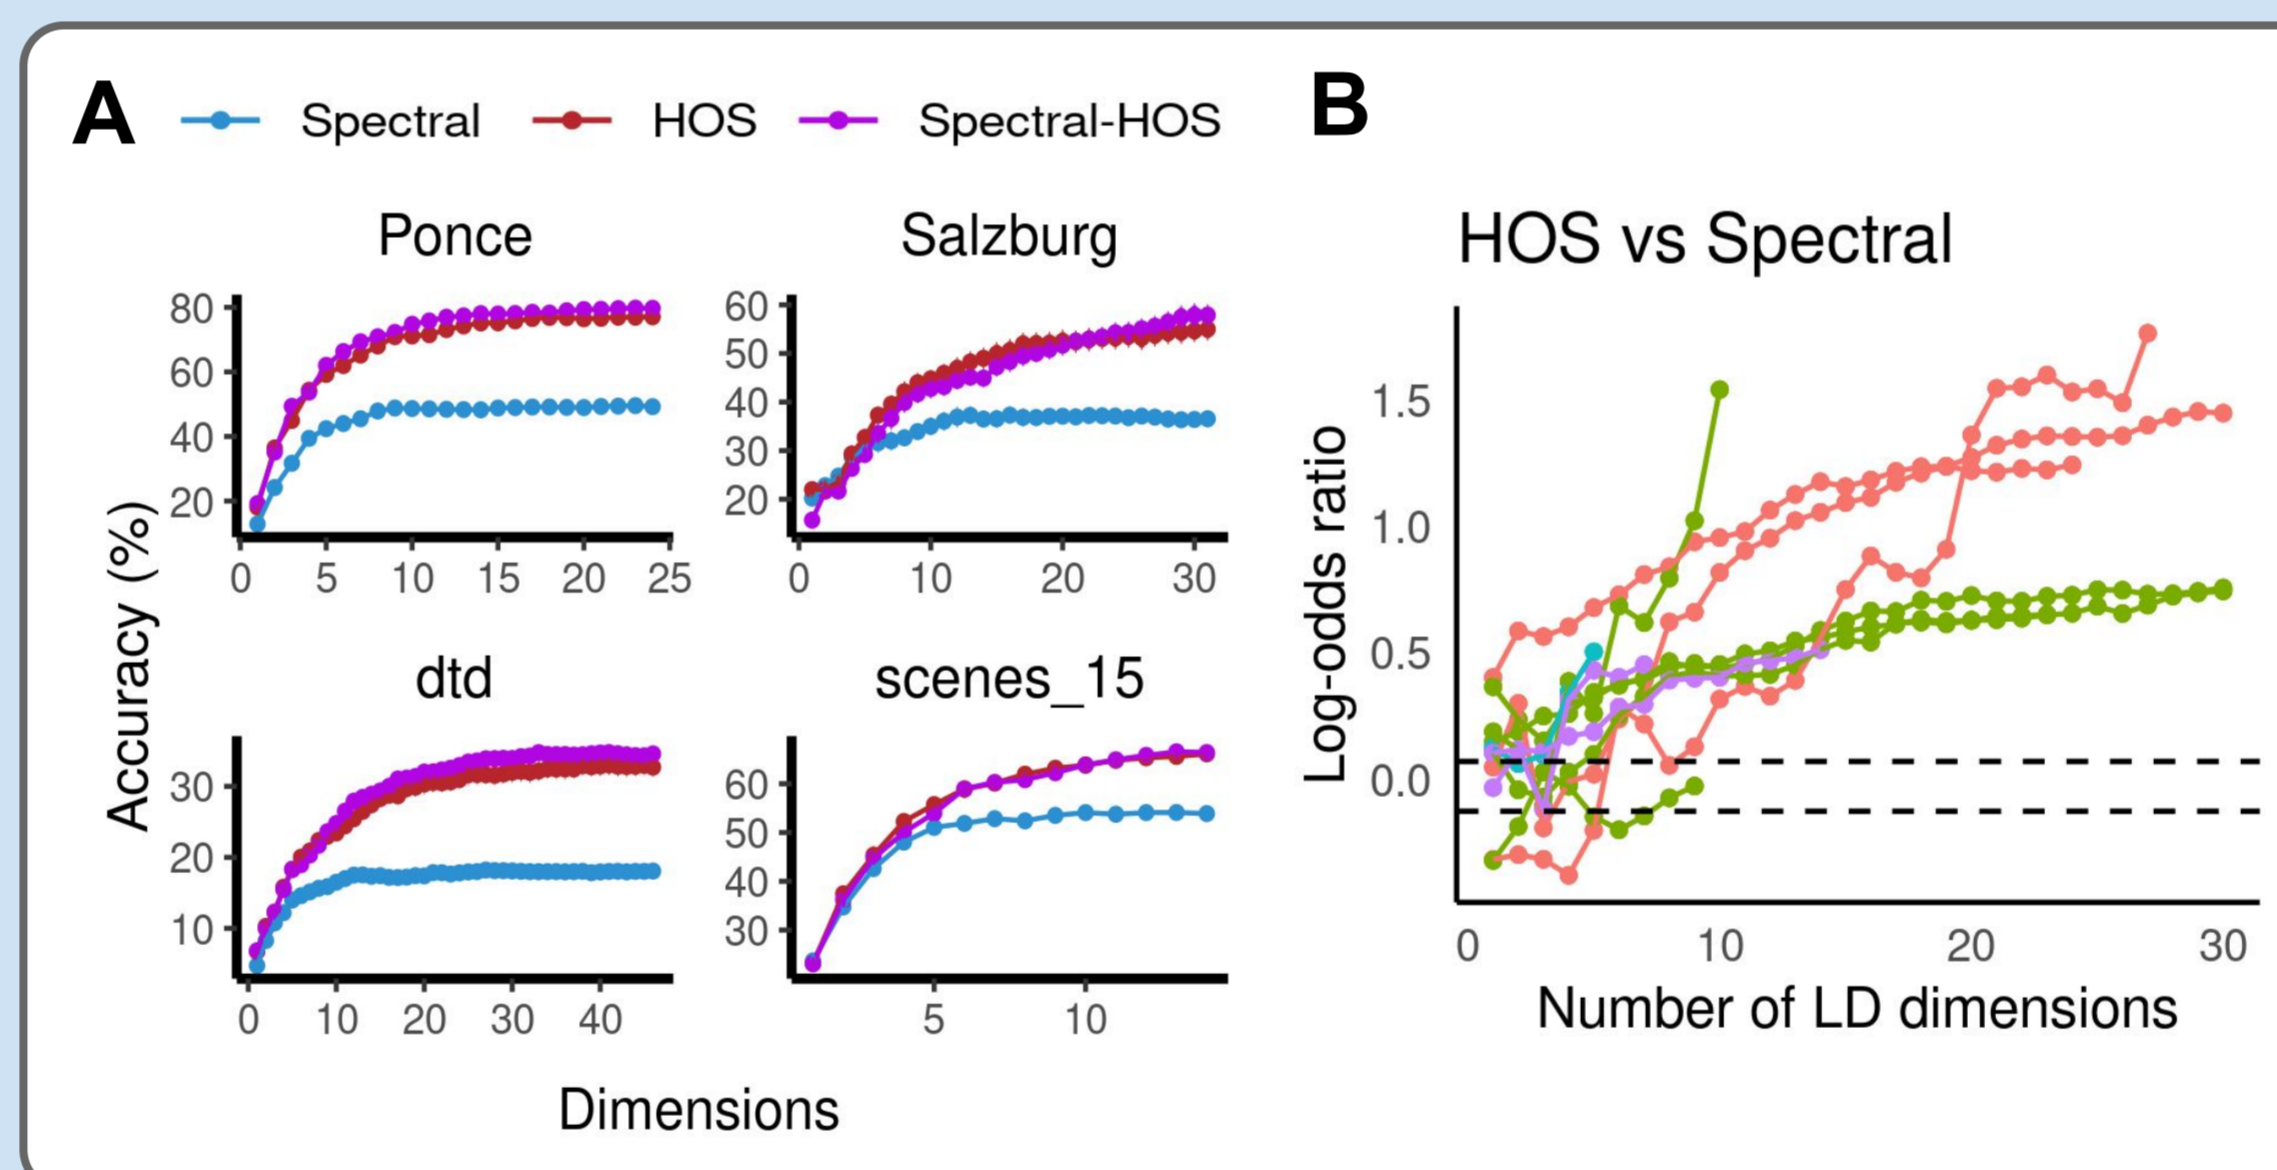 A
Spectral HOS Spectral-HOS
Ponce
80
60
40
20
0 5 10 15 20 25
Salzburg
60
50
40
30
20
0 10 20 30
dtd
30
20
10
0 10 20 30 40
scenes_15
60
50
40
30
5 10
Accuracy (%)
Dimensions
B
HOS vs Spectral
Log-odds ratio
1.5
1.0
0.5
0.0
0 10 20 30
Number of LD dimensions